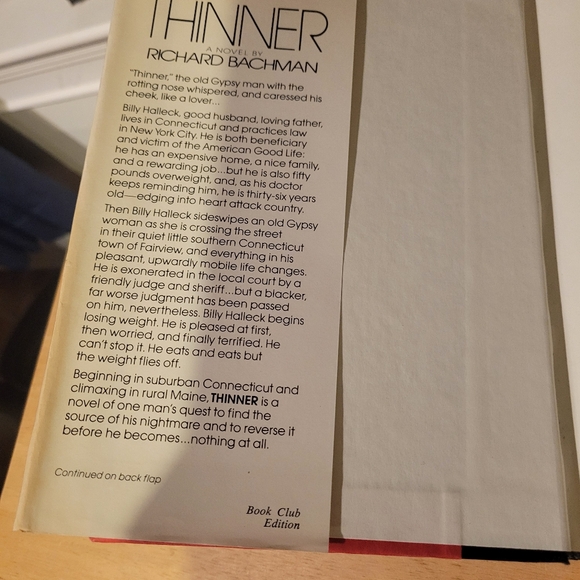 THINNER
A NOVEL BY
RICHARD BACHMAN
"Thinner," the old Gypsy man with the
rotting nose whispered, and caressed his
cheek, like a lover...
Billy Halleck, good husband, loving father,
lives in Connecticut and practices law
in New York City. He is both beneficiary
and victim of the American Good Life:
he has an expensive home, a nice family,
and a rewarding job...but he is also fifty
pounds overweight, and, as his doctor
keeps reminding him, he is thirty-six years
old—edging into heart attack country.
Then Billy Halleck sideswipes an old Gypsy
woman as she is crossing the street
in their quiet little southern Connecticut
town of Fairview, and everything in his
pleasant, upwardly mobile life changes.
He is exonerated in the local court by a
friendly judge and sheriff...but a blacker,
far worse judgment has been passed
on him, nevertheless. Billy Halleck begins
losing weight. He is pleased at first,
then worried, and finally terrified. He
can't stop it. He eats and eats but
the weight flies off.
Beginning in suburban Connecticut and
climaxing in rural Maine, THINNER is a
novel of one man's quest to find the
source of his nightmare and to reverse it
before he becomes...nothing at all.
Continued on back flap
Book Club
Edition